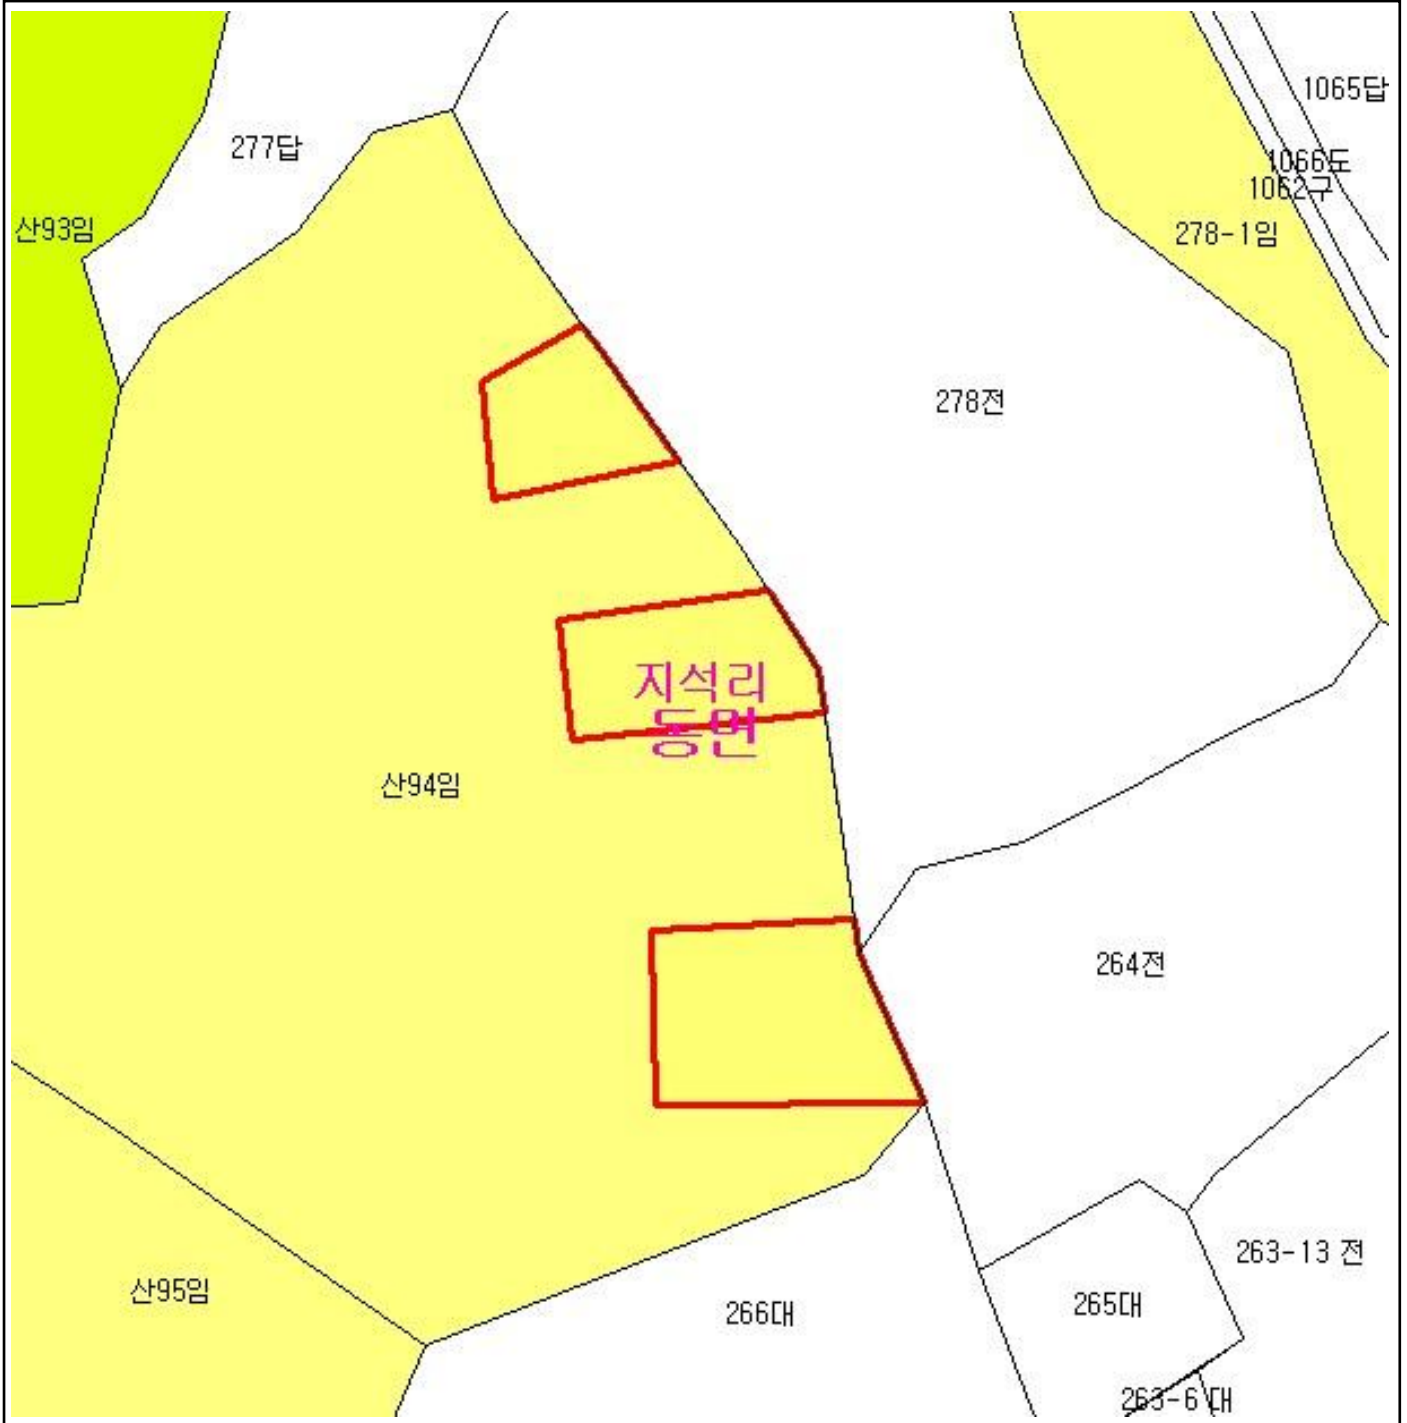 1065답
277답
1066도
1062구
산93임
278-1임
278전
지석리
동면
산94임
264전
263-13 전
산95임
265대
266대
263-6 대